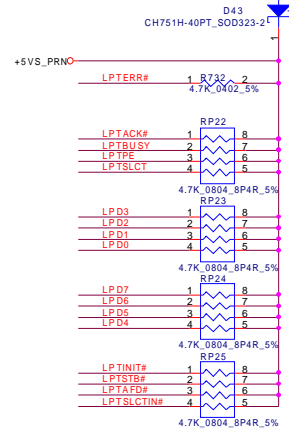 D43
CH751H-40PT_SOD323-2
1
+5VS_PRN
LPTERR# 1 R732 2
4.7K_0402_5%
RP22
LPTACK# 1 8
LPTBUSY 2 7
LPTPE 3 6
LPTSLCT 4 5
4.7K_0804_8P4R_5%
RP23
LPD3 1 8
LPD2 2 7
LPD1 3 6
LPD0 4 5
4.7K_0804_8P4R_5%
RP24
LPD7 1 8
LPD6 2 7
LPD5 3 6
LPD4 4 5
4.7K_0804_8P4R_5%
RP25
LPTINIT# 1 8
LPTSTB# 2 7
LPTAFD# 3 6
LPTSLCTIN# 4 5
4.7K_0804_8P4R_5%